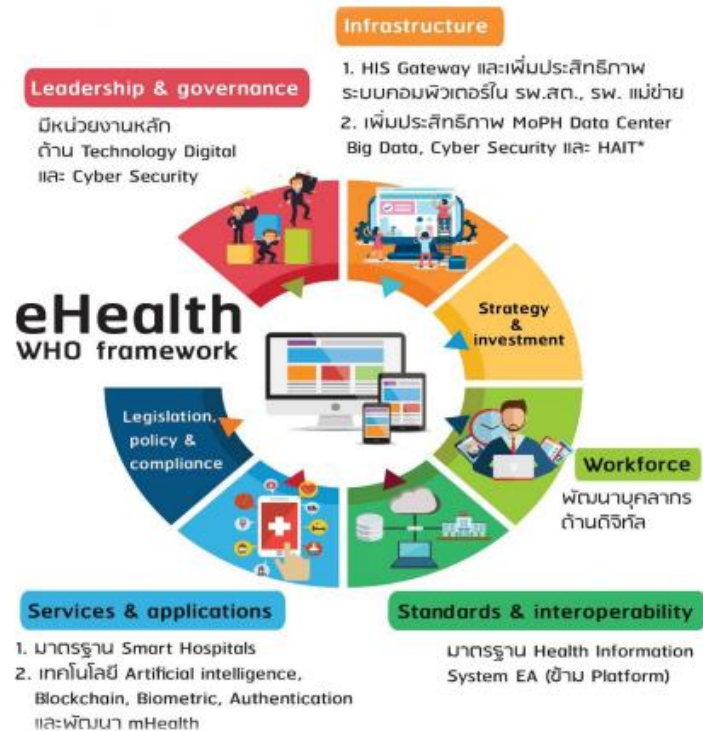 Infrastructure
1. HIS Gateway และเพิ่มประสิทธิภาพ
ระบบคอมพิวเตอร์ใน รพ.สต., รพ. แม่ข่าย
2. เพิ่มประสิทธิภาพ MoPH Data Center
Big Data, Cyber Security และ HAIT*
Leadership & governance
มีหน่วยงานหลัก
ด้าน Technology Digital
และ Cyber Security
eHealth
WHO framework
Strategy
&
investment
Legislation,
policy &
compliance
Workforce
พัฒนาบุคลากร
ด้านดิจิทัล
Services & applications
1. มาตรฐาน Smart Hospitals
2. เทคโนโลยี Artificial intelligence,
Blockchain, Biometric, Authentication
และพัฒนา mHealth
Standards & interoperability
มาตรฐาน Health Information
System EA (ข้าม Platform)